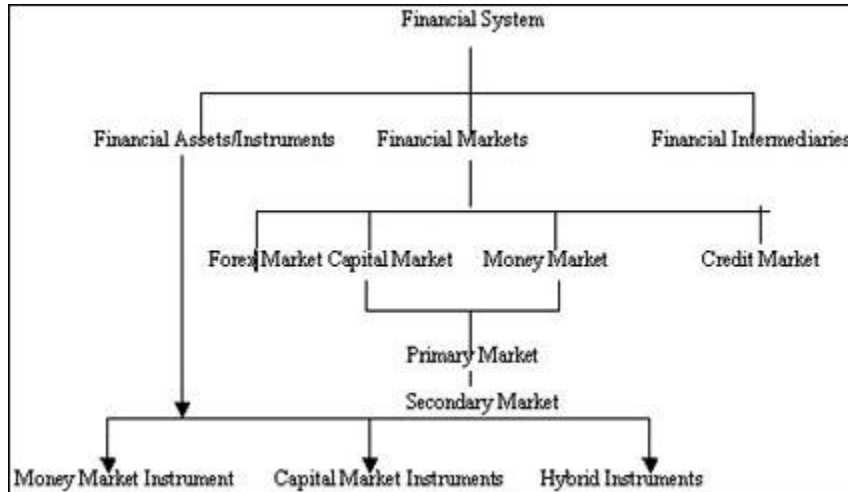 Financial System
Financial Assets/Instruments Financial Markets Financial Intermediaries
Forex Market Capital Market Money Market Credit Market
Primary Market
Secondary Market
Money Market Instrument Capital Market Instruments Hybrid Instruments